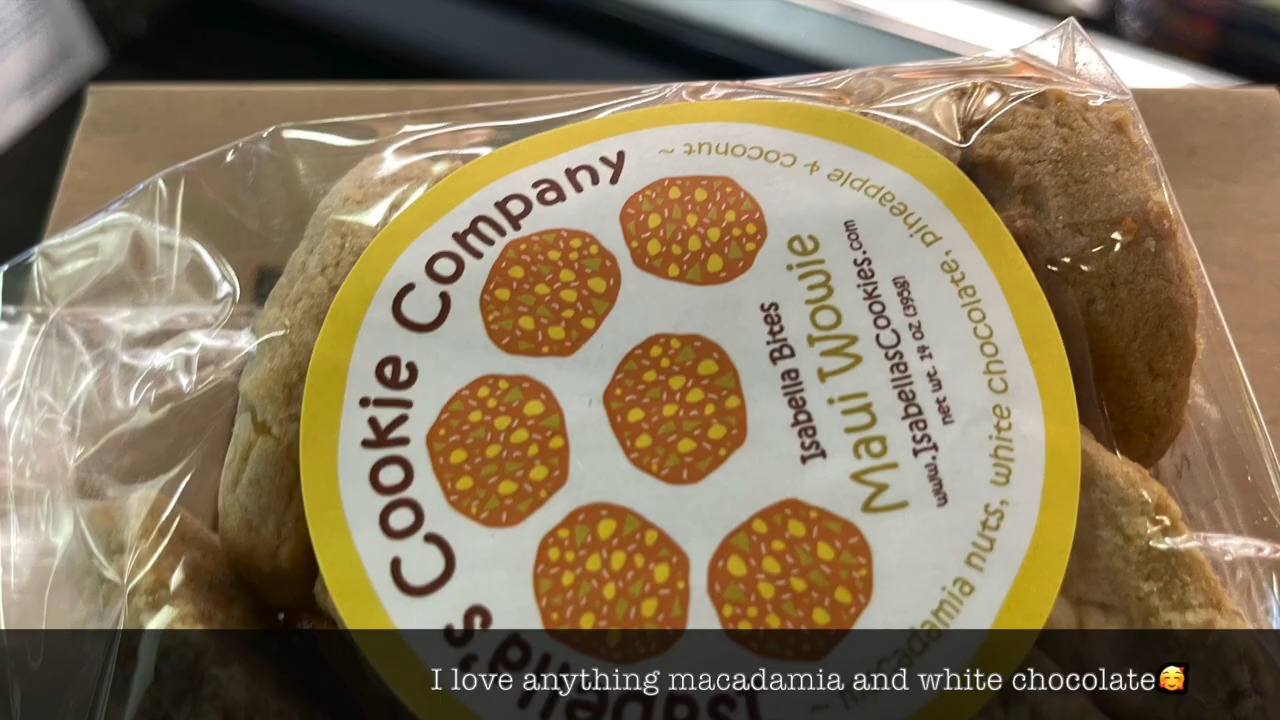 Isabella's Cookie Company
Isabella Bites
Maui Wowie
www.IsabellasCookies.com
net wt. 14 oz (395g)
~ macadamia nuts, white chocolate, pineapple & coconut ~
I love anything macadamia and white chocolate🥰